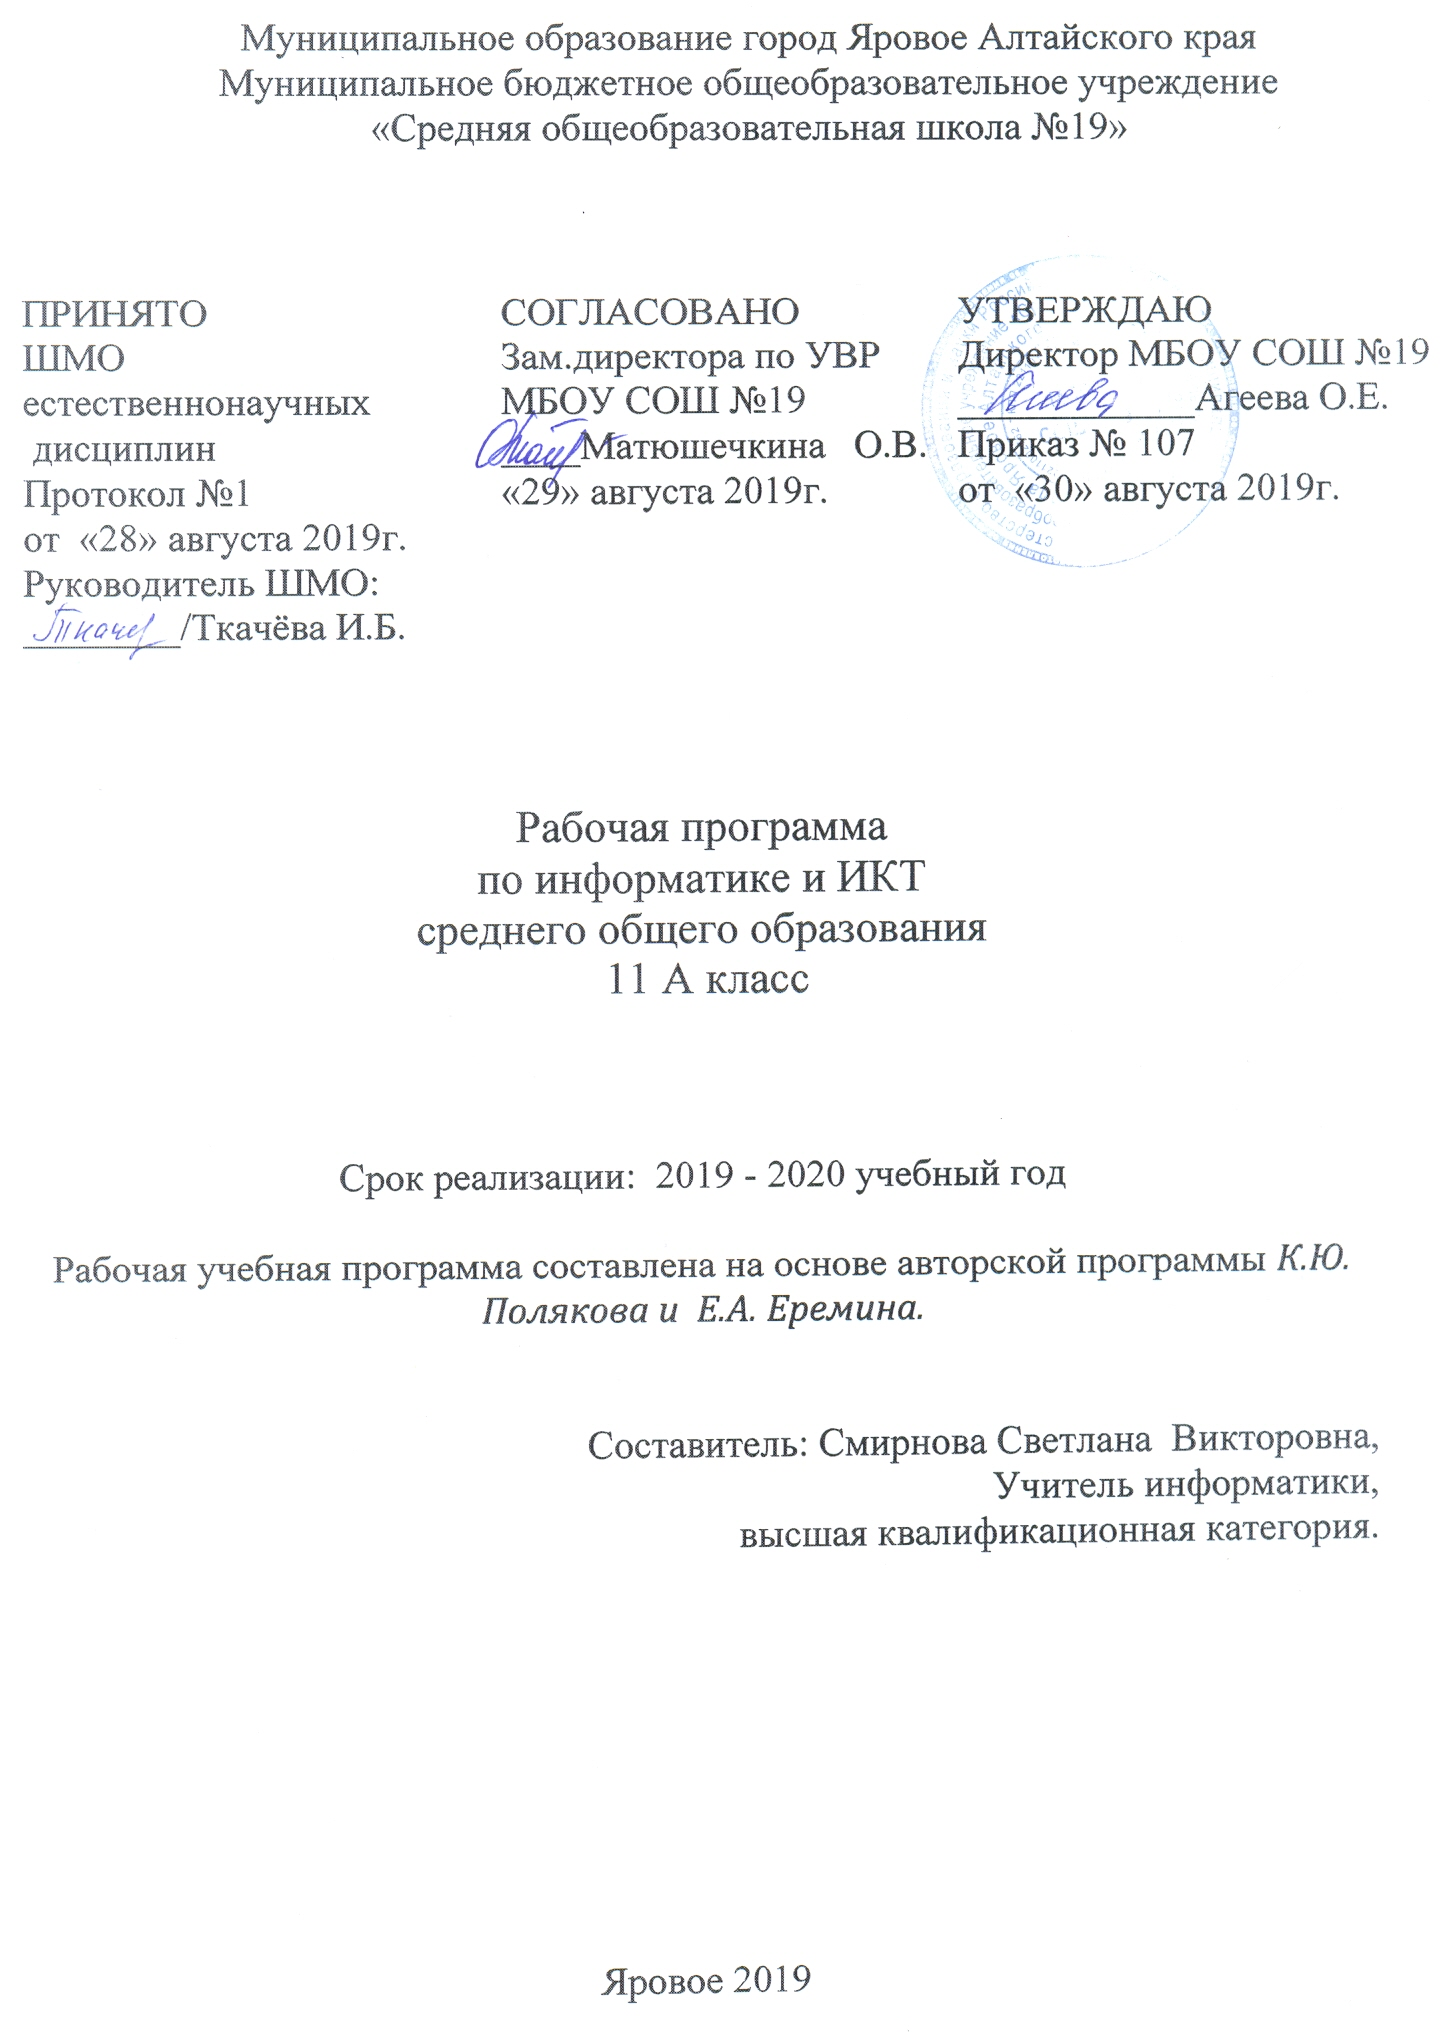 Муниципальное образование город Яровое Алтайского края
Муниципальное бюджетное общеобразовательное учреждение
«Средняя общеобразовательная школа №19»
ПРИНЯТО
ШМО
естественнонаучных
дисциплин
Протокол №1
от «28» августа 2019г.
Руководитель ШМО:
/Ткачёва И.Б.
СОГЛАСОВАНО
Зам.директора по УВР
МБОУ СОШ №19
Матюшечкина О.В.
«29» августа 2019г.
УТВЕРЖДАЮ
Директор МБОУ СОШ №19
Агеева О.Е.
Приказ № 107
от «30» августа 2019г.
Рабочая программа
по информатике и ИКТ
среднего общего образования
11 А класс
Срок реализации: 2019 - 2020 учебный год
Рабочая учебная программа составлена на основе авторской программы К.Ю.
Полякова и Е.А. Еремина.
Составитель: Смирнова Светлана Викторовна,
Учитель информатики,
высшая квалификационная категория.
Яровое 2019